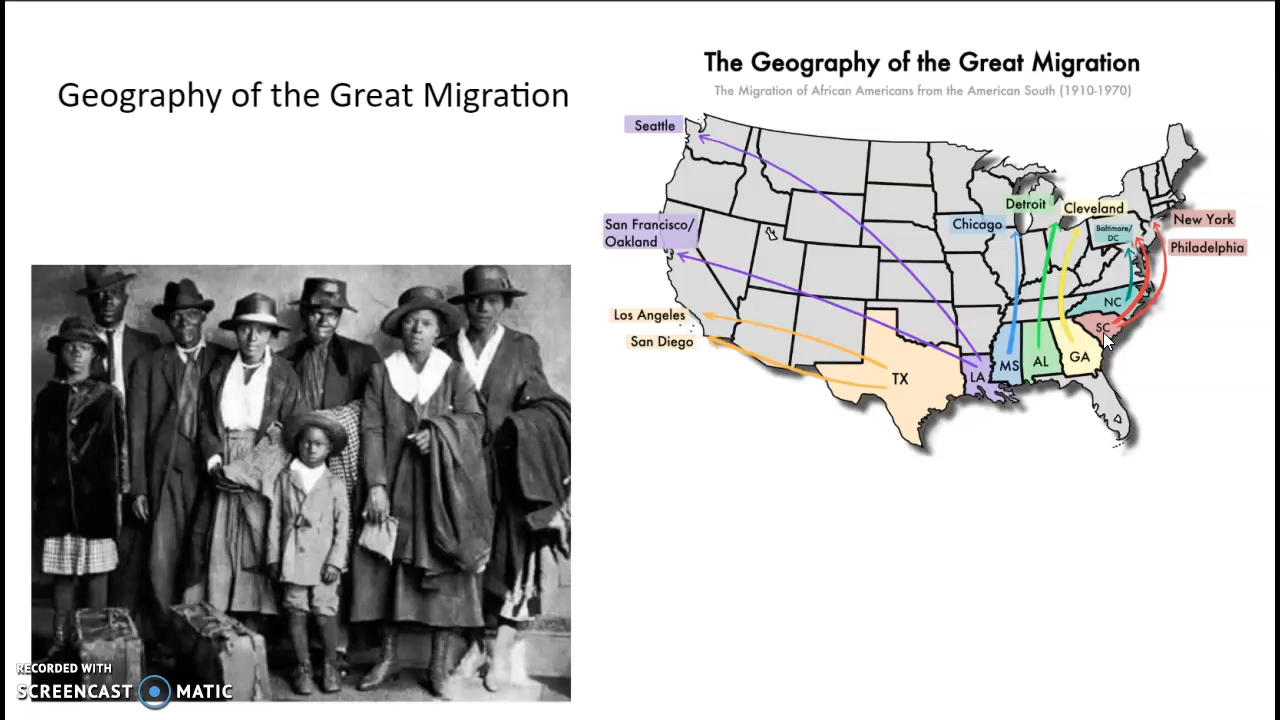 Geography of the Great Migration
The Geography of the Great Migration
The Migration of African Americans from the American South (1910-1970)
Seattle
San Francisco/
Oakland
Los Angeles
San Diego
Chicago
Detroit
Cleveland
Baltimore/
DC
New York
Philadelphia
NC
SC
TX
LA
MS
AL
GA
RECORDED WITH
SCREENCAST MATIC